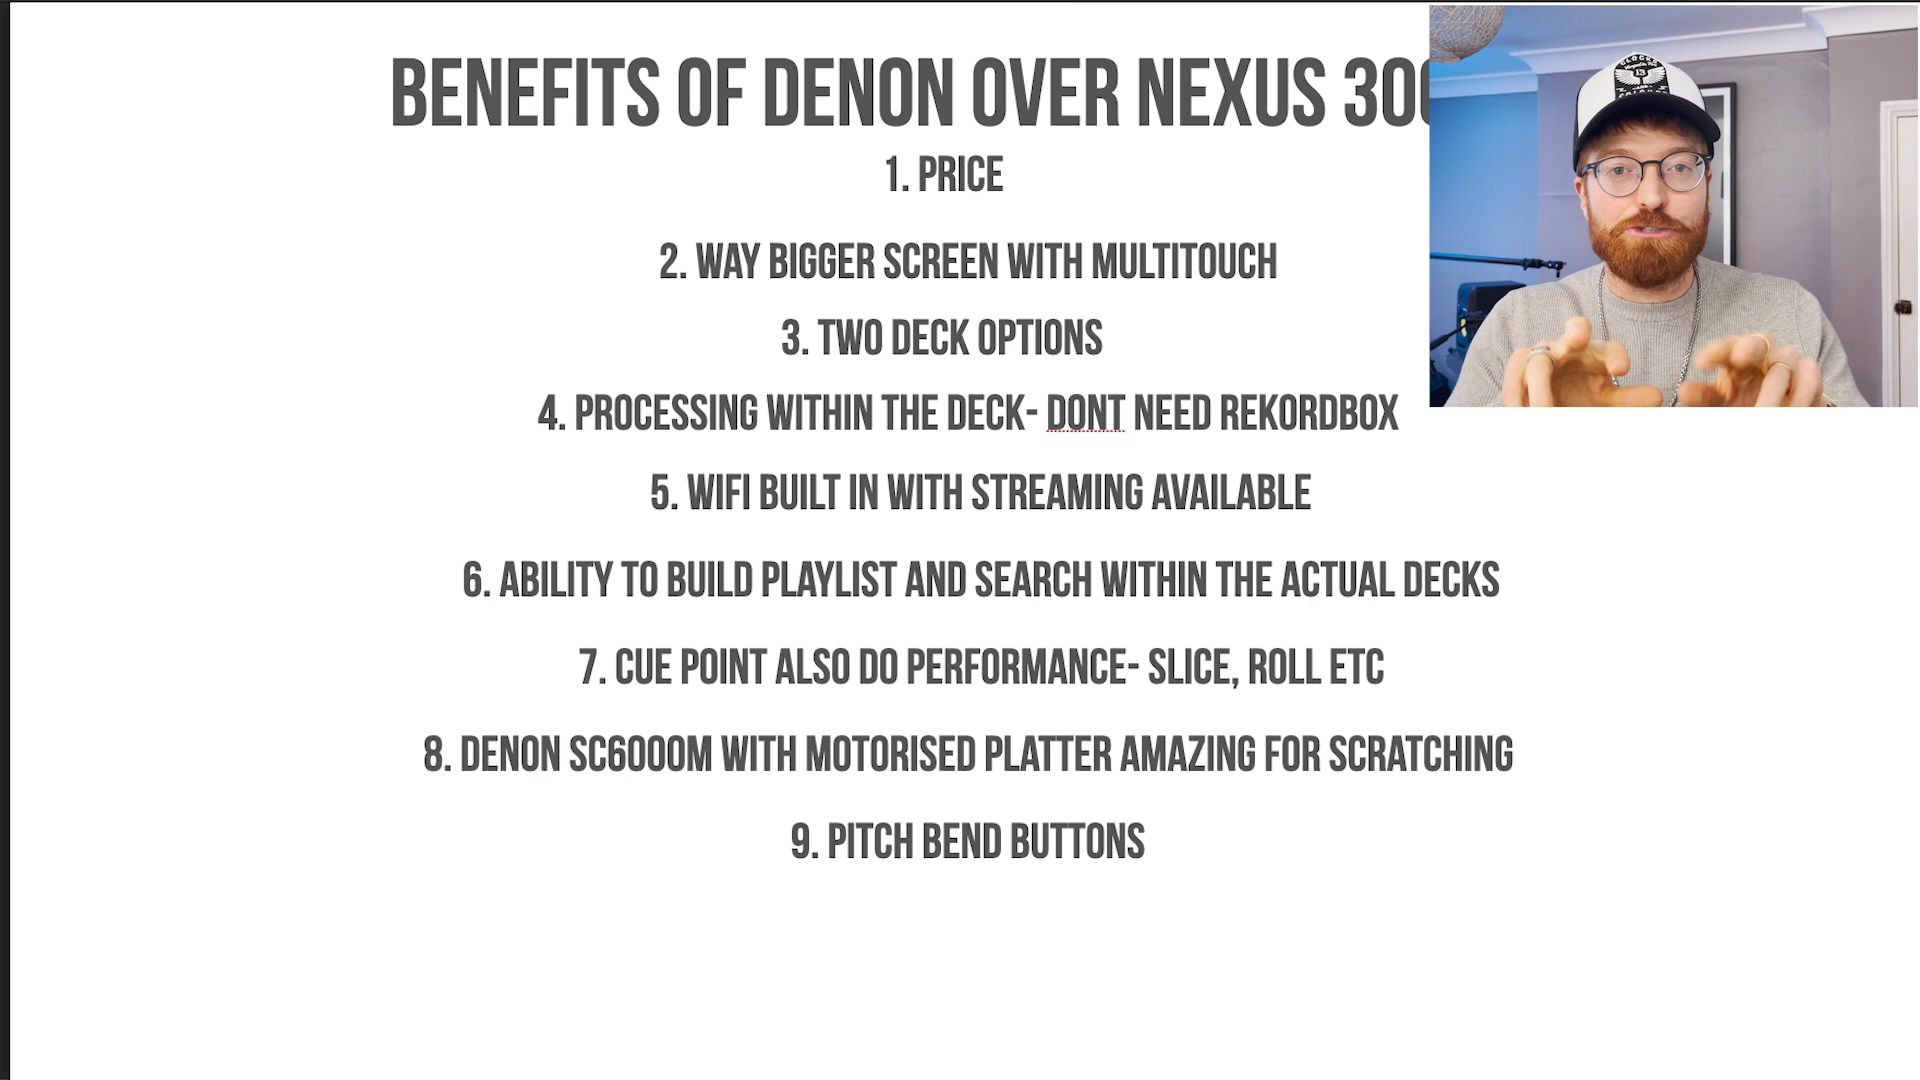 BENEFITS OF DENON OVER NEXUS 300
1. PRICE
2. WAY BIGGER SCREEN WITH MULTITOUCH
3. TWO DECK OPTIONS
4. PROCESSING WITHIN THE DECK- DONT NEED REKORDBOX
5. WIFI BUILT IN WITH STREAMING AVAILABLE
6. ABILITY TO BUILD PLAYLIST AND SEARCH WITHIN THE ACTUAL DECKS
7. CUE POINT ALSO DO PERFORMANCE- SLICE, ROLL ETC
8. DENON SC6000M WITH MOTORISED PLATTER AMAZING FOR SCRATCHING
9. PITCH BEND BUTTONS
13